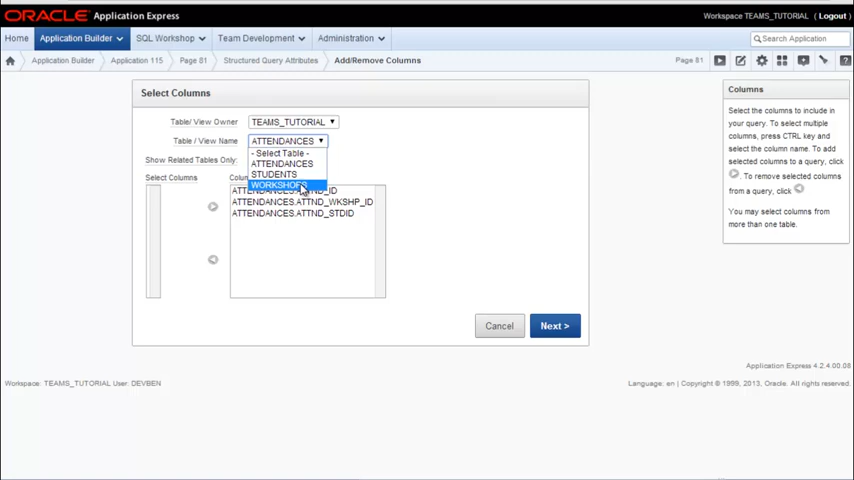 ORACLE Application Express
Workspace TEAMS_TUTORIAL (Logout)
Home Application Builder SQL Workshop Team Development Administration Search Application
Application Builder Application 115 Page 81 Structured Query Attributes Add/Remove Columns Page 81
Select Columns
Table/ View Owner TEAMS_TUTORIAL
Table / View Name ATTENDANCES
- Select Table -
Show Related Tables Only: ATTENDANCES
STUDENTS
Select Columns
WORKSHOPS
ATTENDANCES.ATTND_WKSHP_ID
ATTENDANCES.ATTND_STDID
Cancel Next >
Columns
Select the columns to include in
your query. To select multiple
columns, press CTRL key and
select the column name. To add
selected columns to a query, click
. To remove selected columns
from a query, click
You may select columns from
more than one table.
Application Express 4.2.4.00.08
Workspace: TEAMS_TUTORIAL User: DEVBEN
Language: en | Copyright © 1999, 2013, Oracle. All rights reserved.